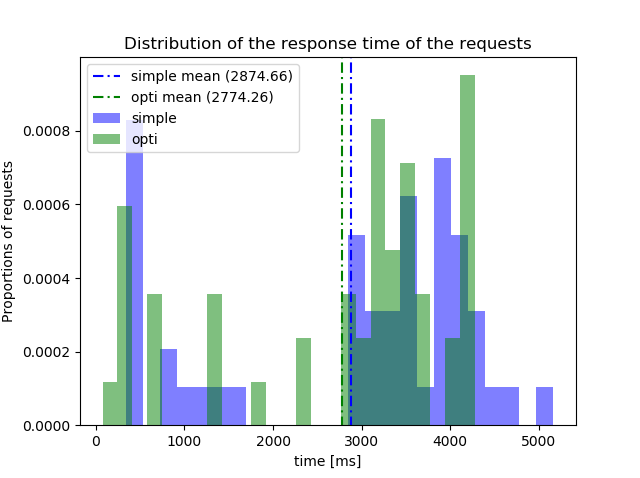 Distribution of the response time of the requests
simple mean (2874.66)
opti mean (2774.26)
simple
opti
Proportions of requests
0.0008
0.0006
0.0004
0.0002
0.0000
0
1000
2000
3000
4000
5000
time [ms]